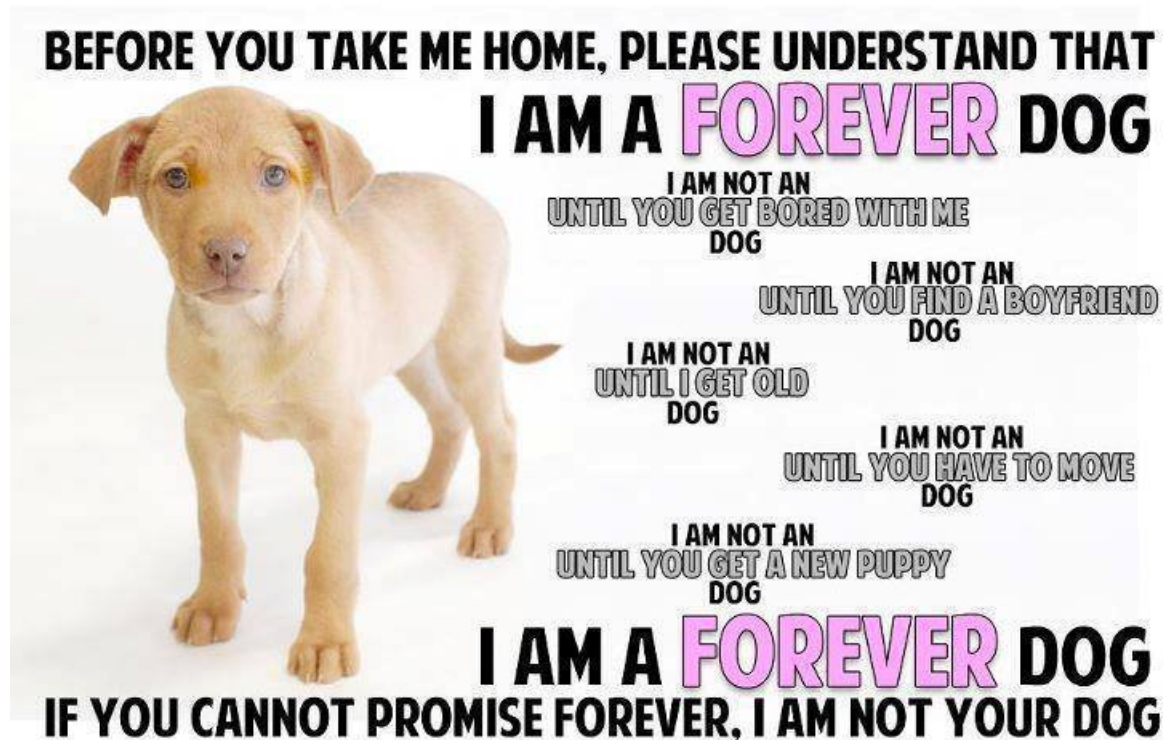 BEFORE YOU TAKE ME HOME, PLEASE UNDERSTAND THAT
I AM A FOREVER DOG
I AM NOT AN
UNTIL YOU GET BORED WITH ME
DOG
I AM NOT AN
UNTIL YOU FIND A BOYFRIEND
DOG
I AM NOT AN
UNTIL I GET OLD
DOG
I AM NOT AN
UNTIL YOU HAVE TO MOVE
DOG
I AM NOT AN
UNTIL YOU GET A NEW PUPPY
DOG
I AM A FOREVER DOG
IF YOU CANNOT PROMISE FOREVER, I AM NOT YOUR DOG